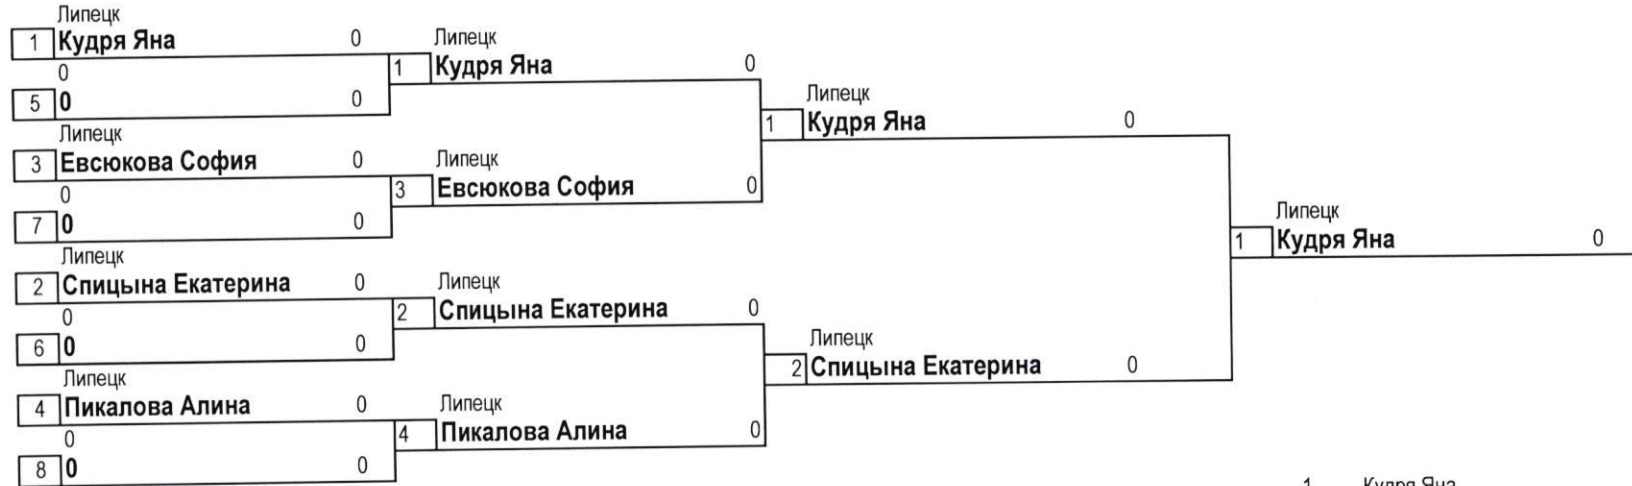 Липецк
1 Кудря Яна 0
0
5 0 0
Липецк
3 Евсюкова София 0
0
7 0 0
Липецк
2 Спицына Екатерина 0
0
6 0 0
Липецк
4 Пикалова Алина 0
0
8 0 0
Липецк
1 Кудря Яна 0
Липецк
3 Евсюкова София 0
Липецк
2 Спицына Екатерина 0
Липецк
4 Пикалова Алина 0
Липецк
1 Кудря Яна 0
Липецк
2 Спицына Екатерина 0
Липецк
1 Кудря Яна 0
1 Кудря Яна